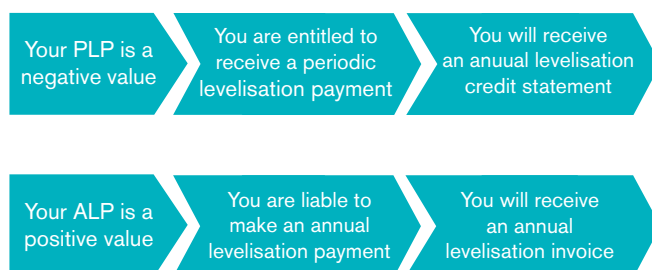 Your PLP is a
negative value
You are entitled to
receive a periodic
levelisation payment
You will receive
an anual levelisation
credit statement
Your ALP is a
positive value
You are liable to
make an annual
levelisation payment
You will receive
an annual
levelisation invoice